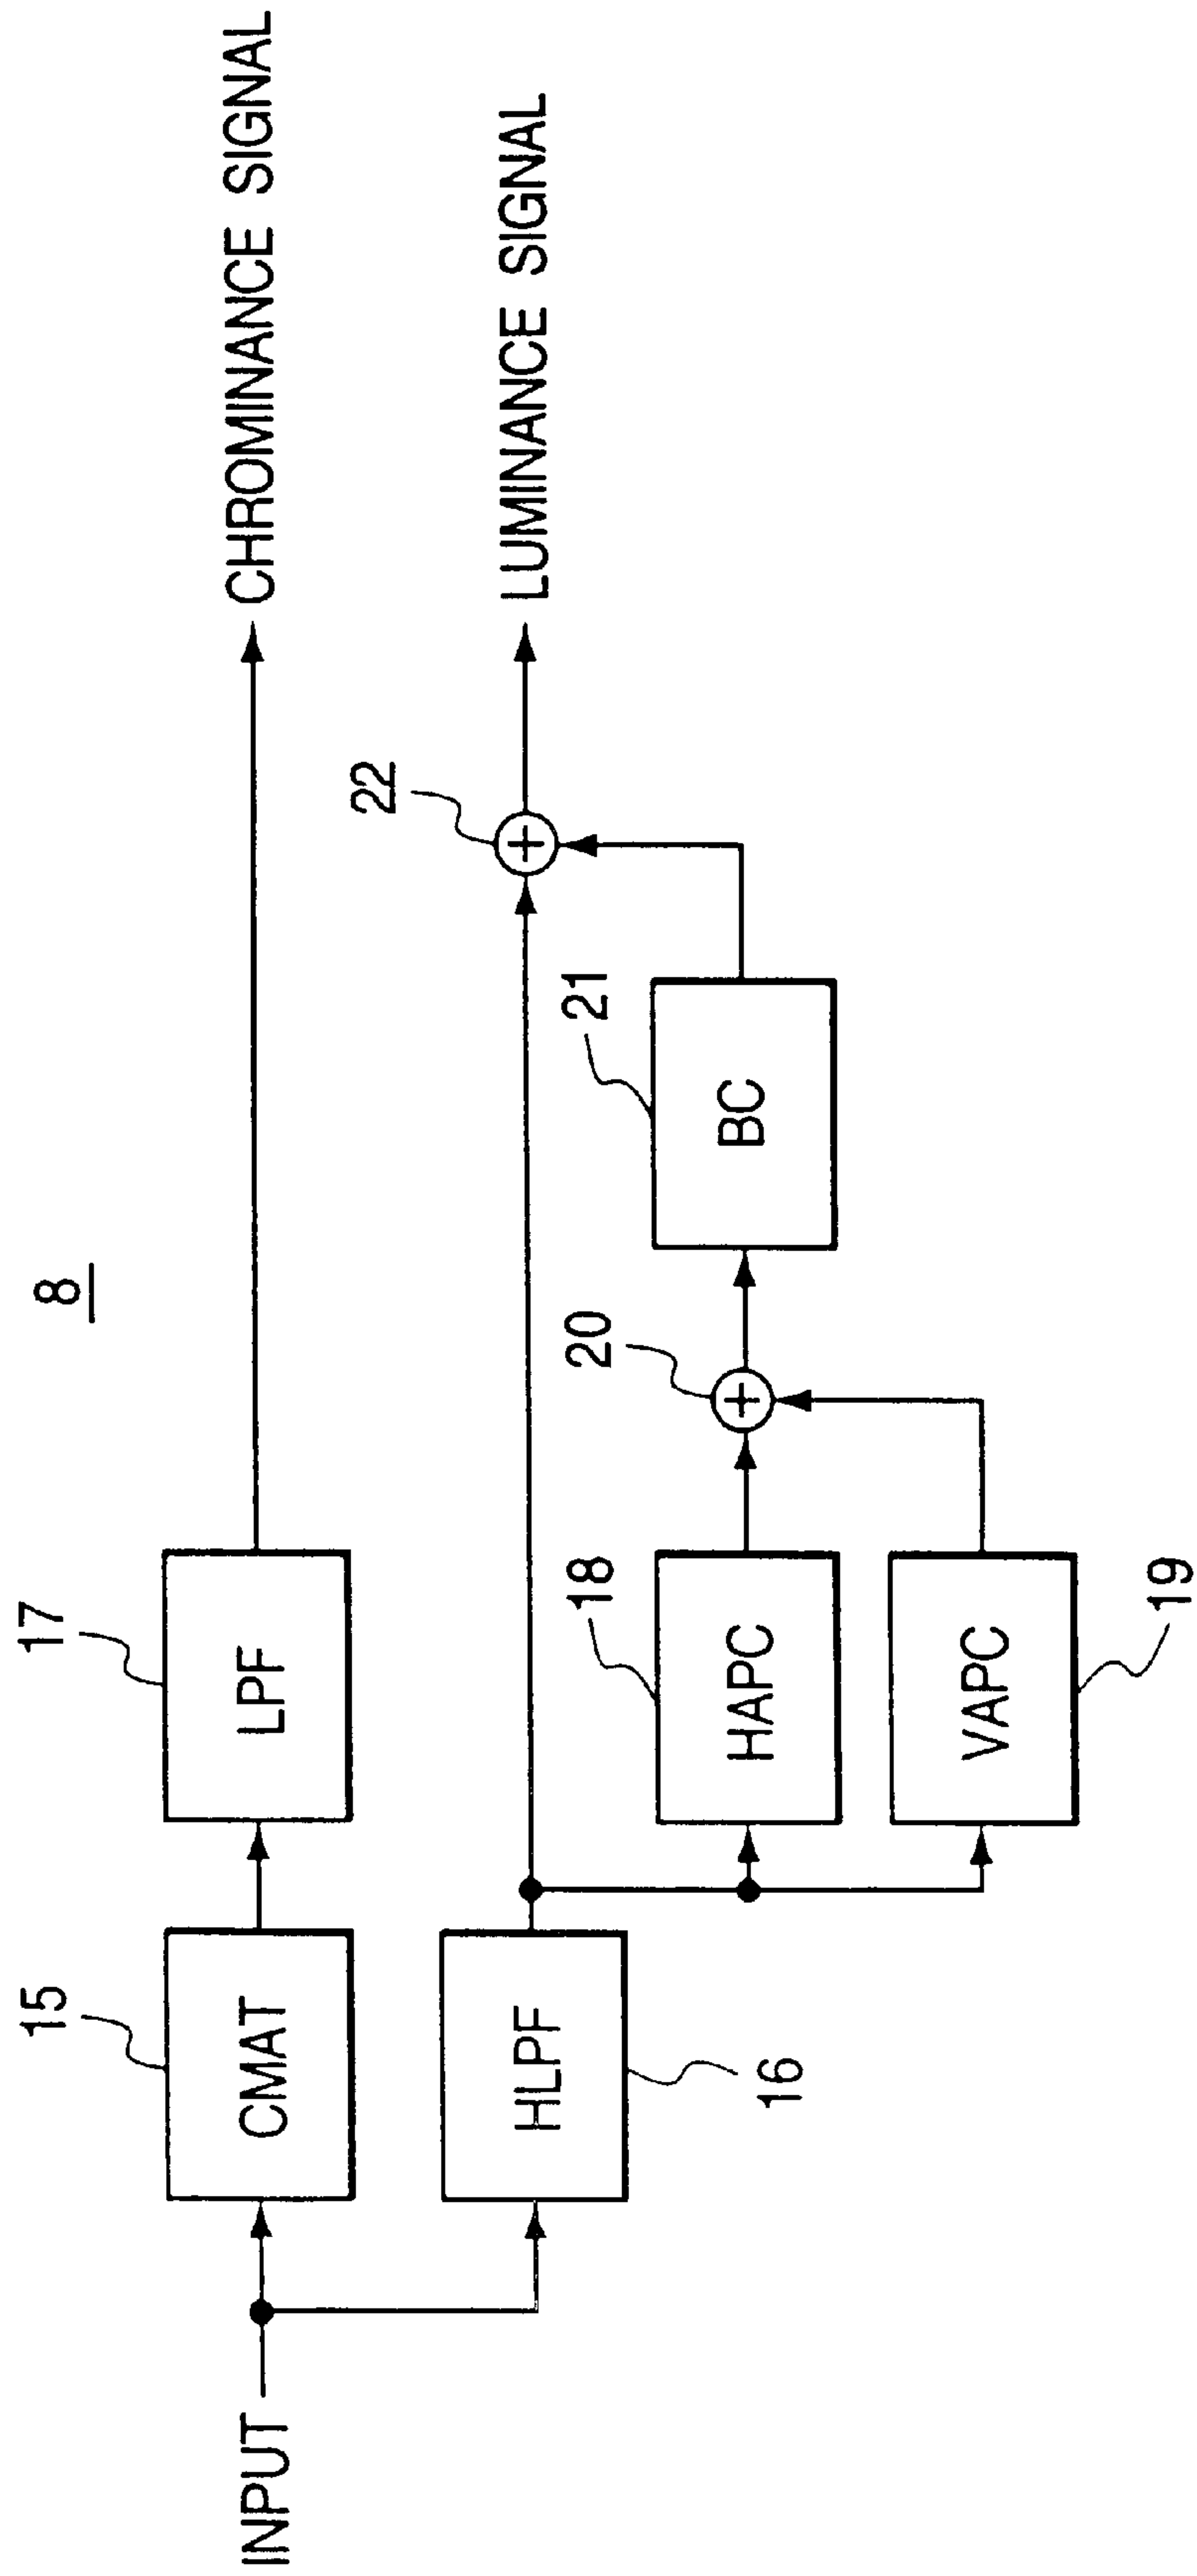 8
INPUT
15
CMAT
17
LPF
CHROMINANCE SIGNAL
HLPF
16
22
LUMINANCE SIGNAL
18
HAPC
20
21
BC
VAPC
19